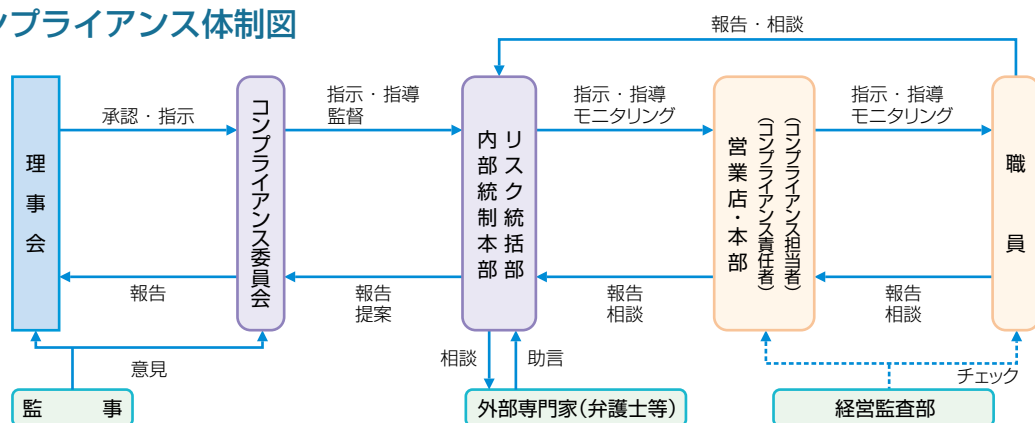 ンプライアンス体制図
報告・相談
理事会
承認・指示
報告
コンプライアンス委員会
指示・指導
監督
報告
提案
リスク統括部
内部統制本部
指示・指導
モニタリング
報告
相談
（コンプライアンス担当者）
（コンプライアンス責任者）
営業店・本部
指示・指導
モニタリング
報告
相談
職員
意見
相談
助言
チェック
監事
外部専門家（弁護士等）
経営監査部